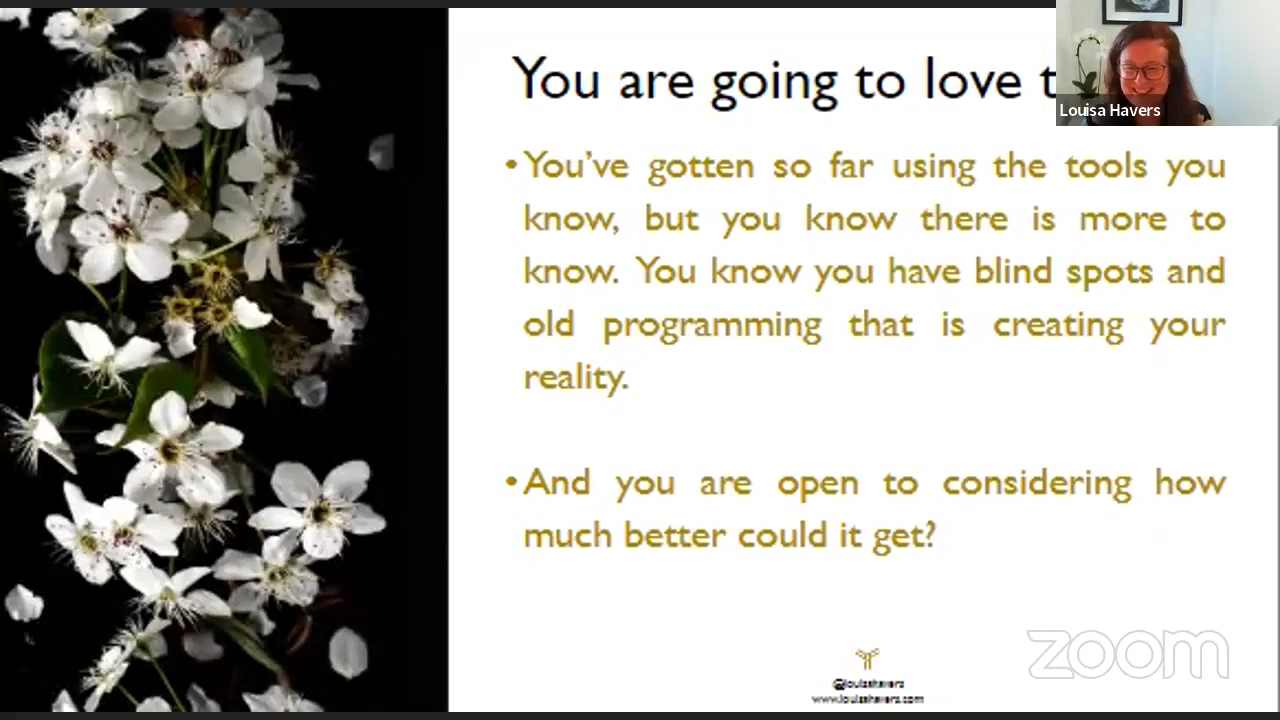 You are going to love t
Louisa Havers
•You've gotten so far using the tools you
know, but you know there is more to
know. You know you have blind spots and
old programming that is creating your
reality.
•And you are open to considering how
much better could it get?
zoom
@louisahavers
www.louisahavers.com